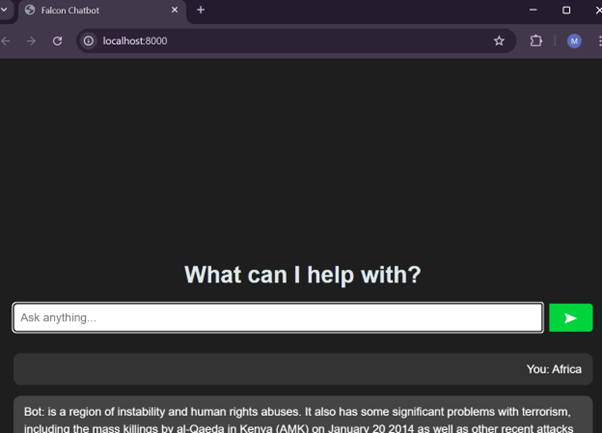 Falcon Chatbot
localhost:8000
M
What can I help with?
Ask anything...
You: Africa
Bot: is a region of instability and human rights abuses. It also has some significant problems with terrorism,
including the mass killings by al-Qaeda in Kenya (AMK) on January 20 2014 as well as other recent attacks